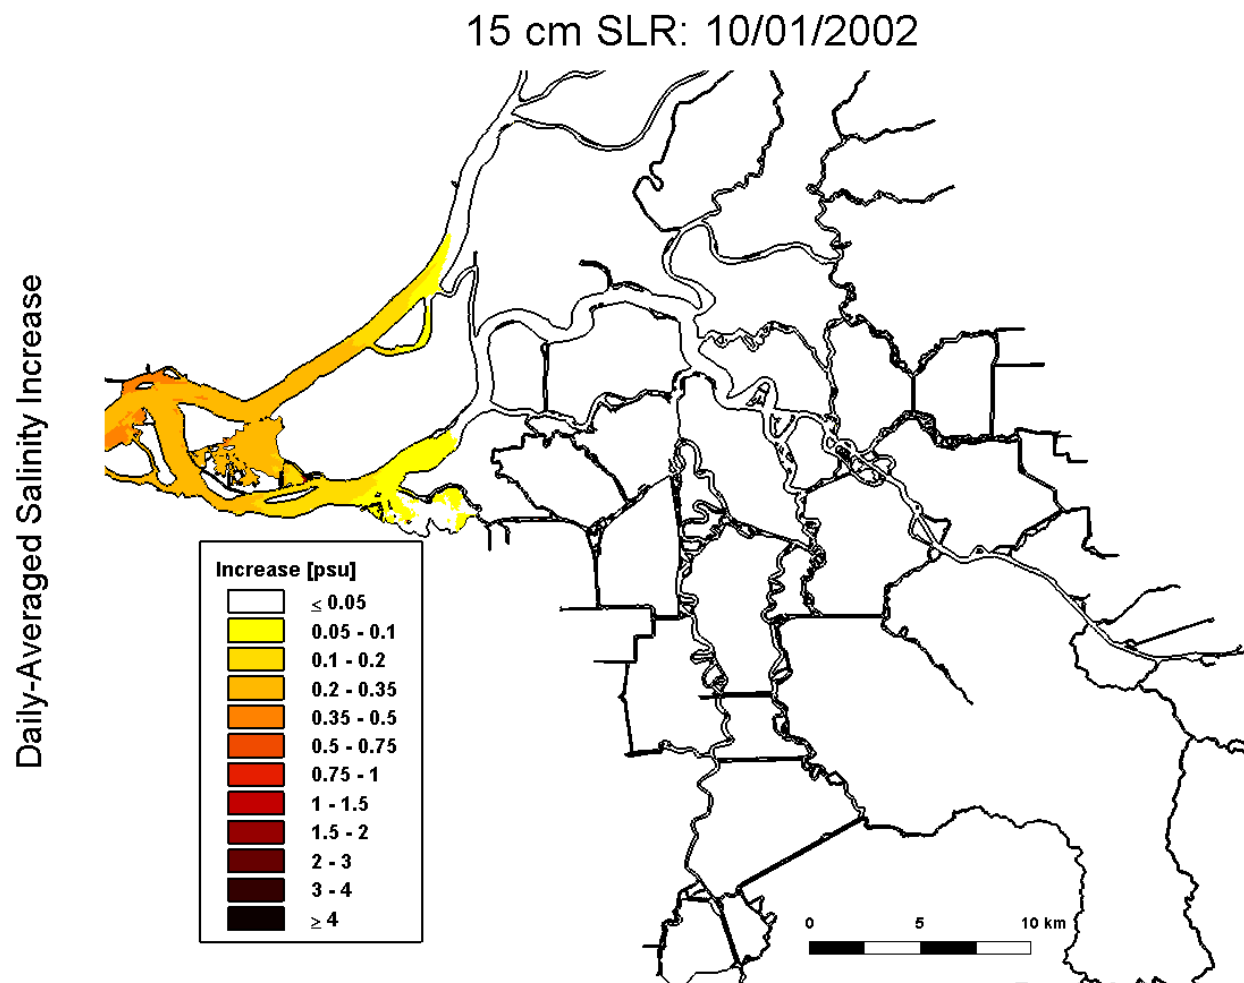 15 cm SLR: 10/01/2002
Daily-Averaged Salinity Increase
Increase [psu]
≤ 0.05
0.05 - 0.1
0.1 - 0.2
0.2 - 0.35
0.35 - 0.5
0.5 - 0.75
0.75 - 1
1 - 1.5
1.5 - 2
2 - 3
3 - 4
≥ 4
0 5 10 km